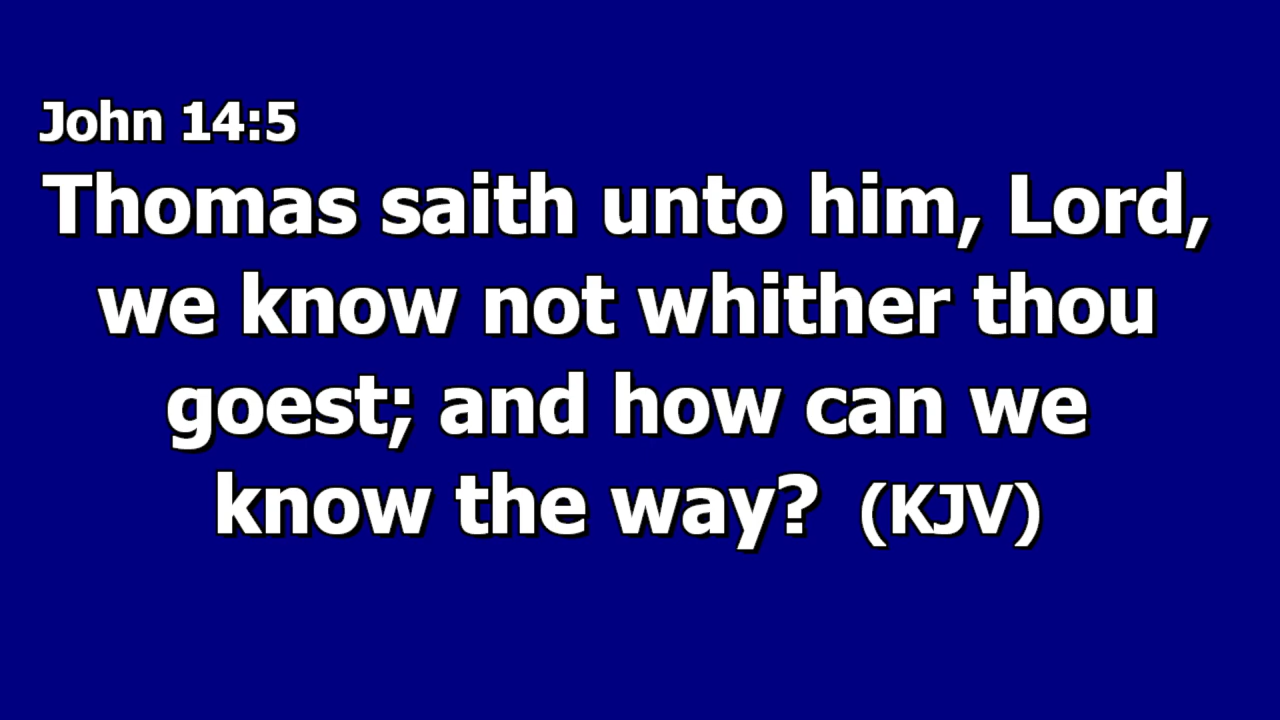 John 14:5
Thomas saith unto him, Lord,
we know not whither thou
goest; and how can we
know the way? (KJV)